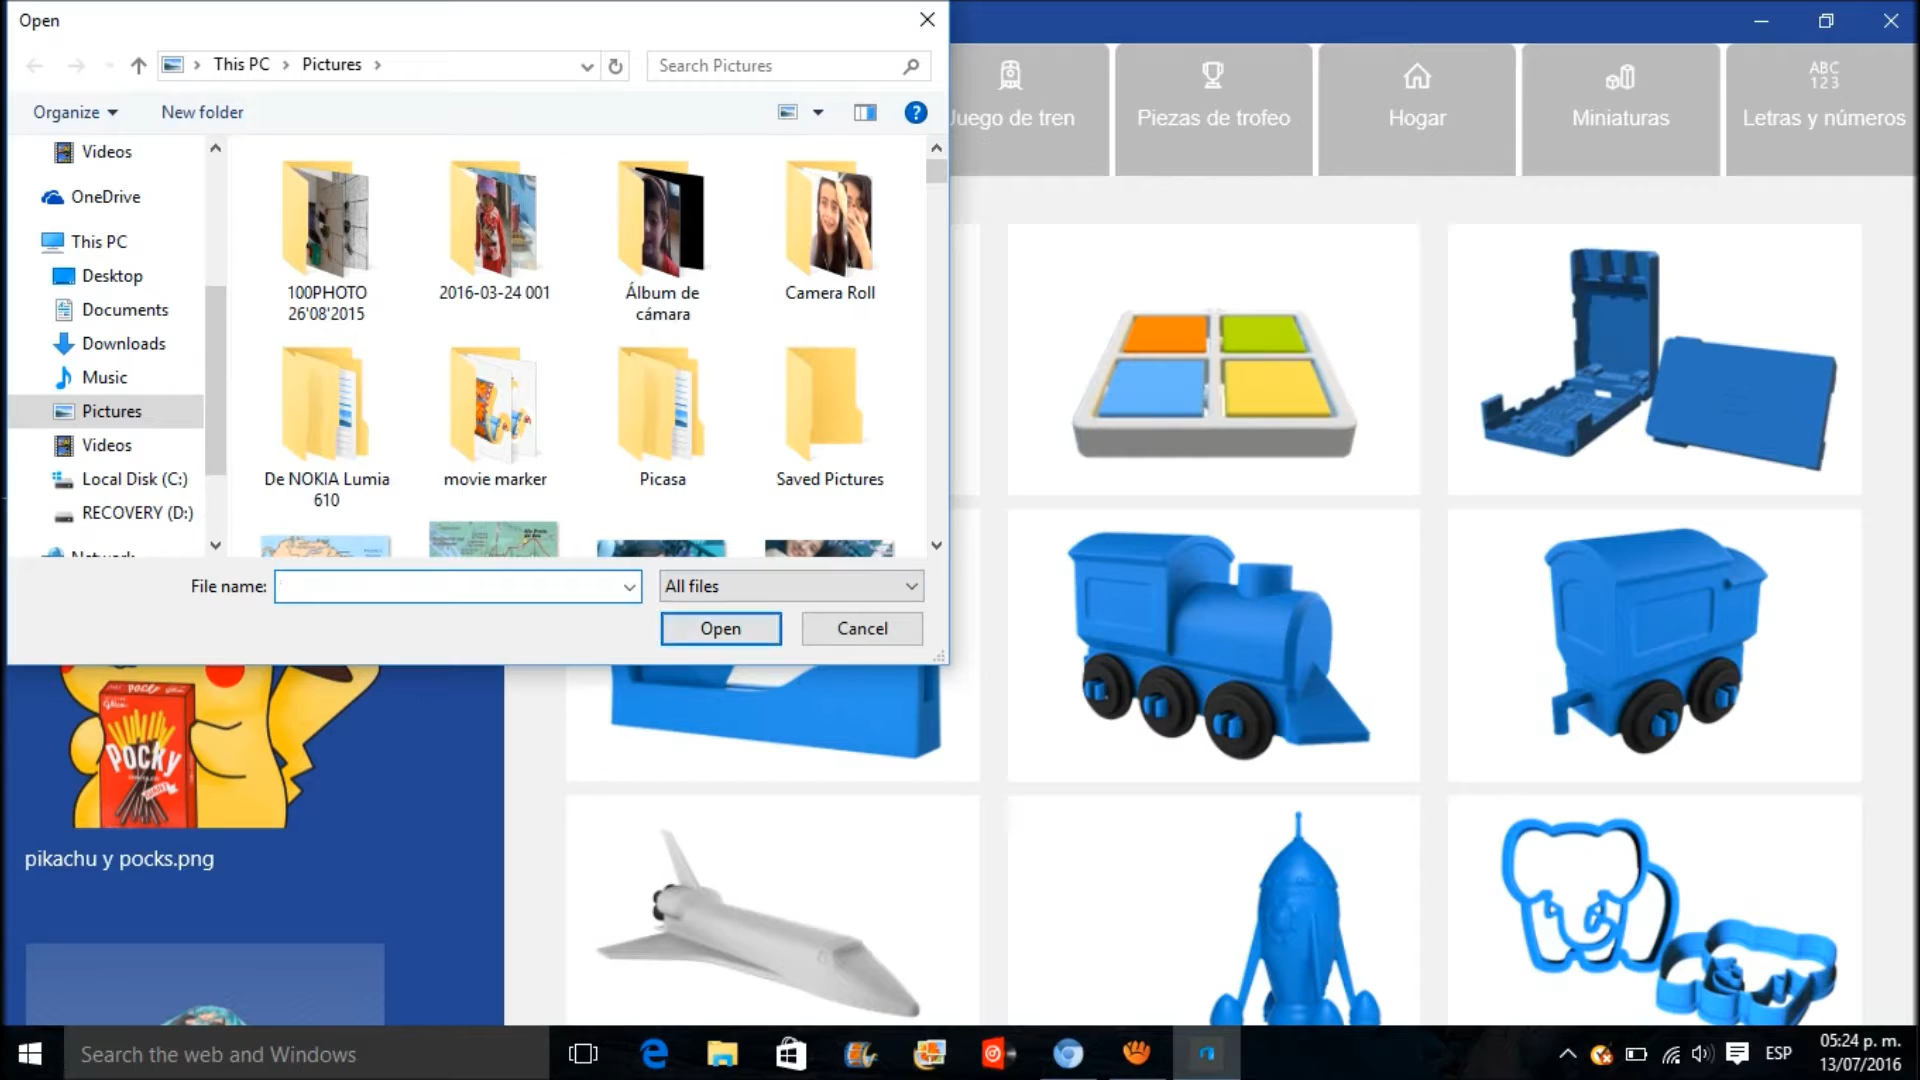 Open
This PC > Pictures >
Search Pictures
Organize
New folder
?
Juego de tren
Piezas de trofeo
Hogar
Miniaturas
ABC
123
Letras y números
Videos
OneDrive
This PC
Desktop
Documents
Downloads
Music
Pictures
Videos
Local Disk (C:)
RECOVERY (D:)
Network
100PHOTO
26'08'2015
2016-03-24 001
Álbum de
cámara
Camera Roll
De NOKIA Lumia
610
movie marker
Picasa
Saved Pictures
File name:
All files
Open
Cancel
Pocky
Glico
POCKY
pikachu y pocks.png
Search the web and Windows
ESP
05:24 p. m.
13/07/2016